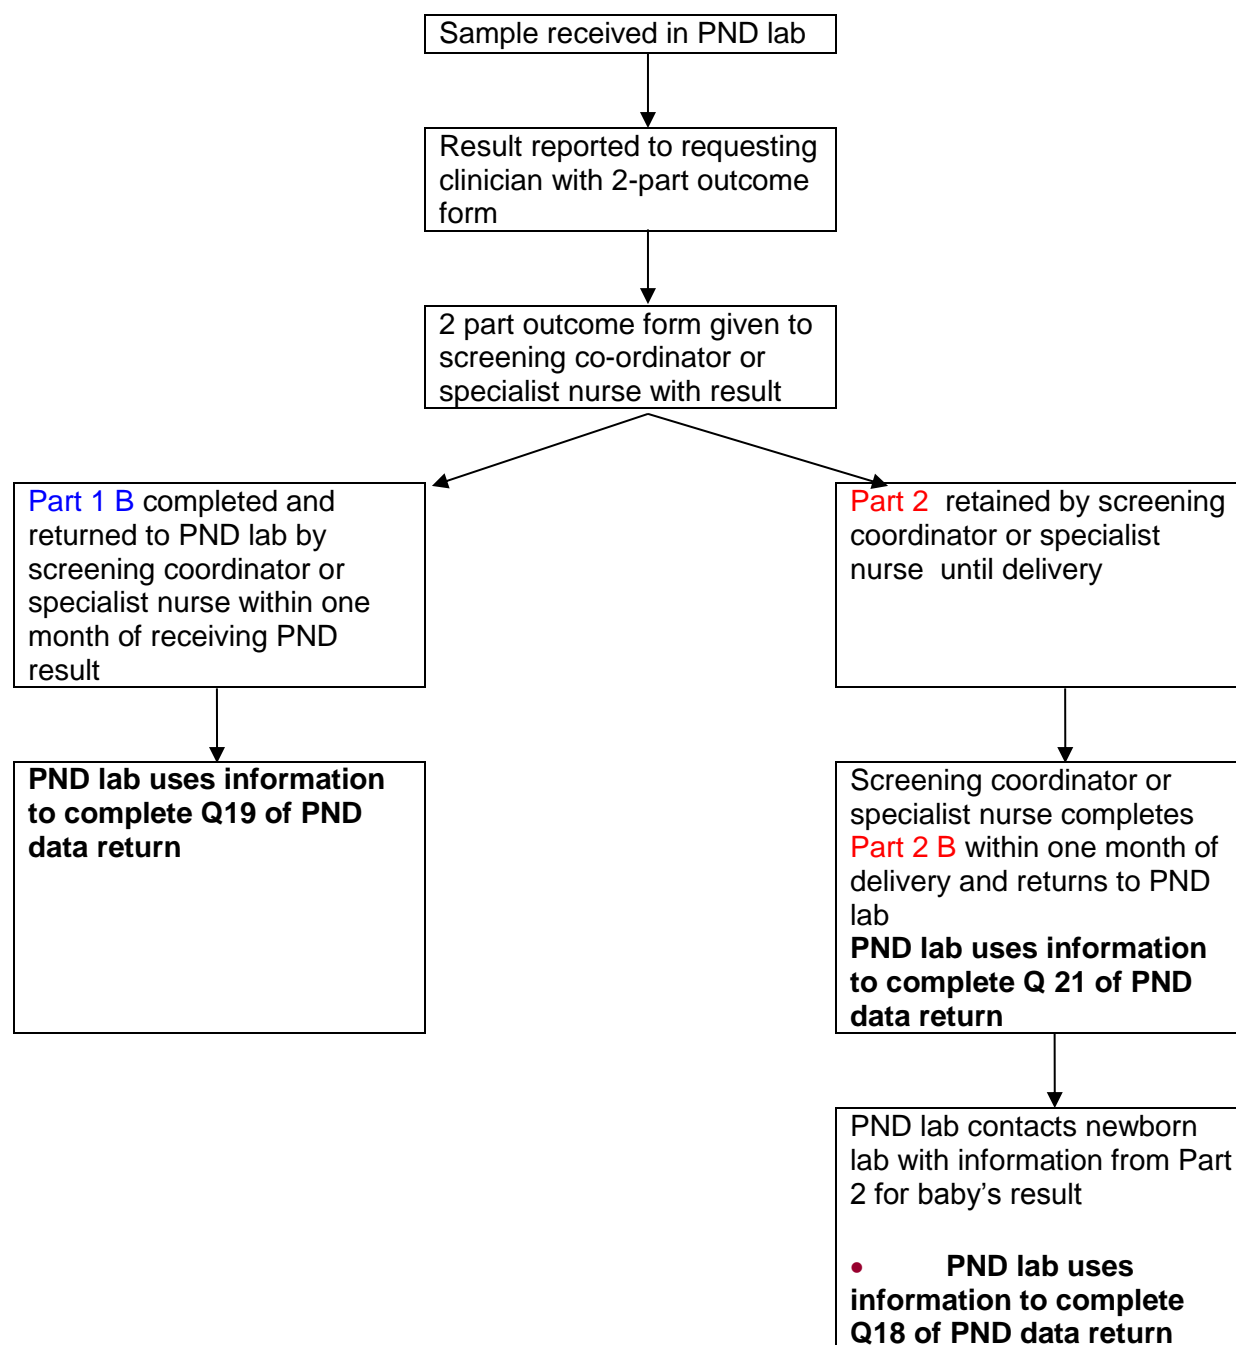 Sample received in PND lab
Result reported to requesting
clinician with 2-part outcome
form
2 part outcome form given to
screening co-ordinator or
specialist nurse with result
Part 1 B completed and
returned to PND lab by
screening coordinator or
specialist nurse within one
month of receiving PND
result
Part 2 retained by screening
coordinator or specialist
nurse until delivery
PND lab uses information
to complete Q19 of PND
data return
Screening coordinator or
specialist nurse completes
Part 2 B within one month of
delivery and returns to PND
lab
PND lab uses information
to complete Q 21 of PND
data return
PND lab contacts newborn
lab with information from Part
2 for baby’s result
• PND lab uses
information to complete
Q18 of PND data return